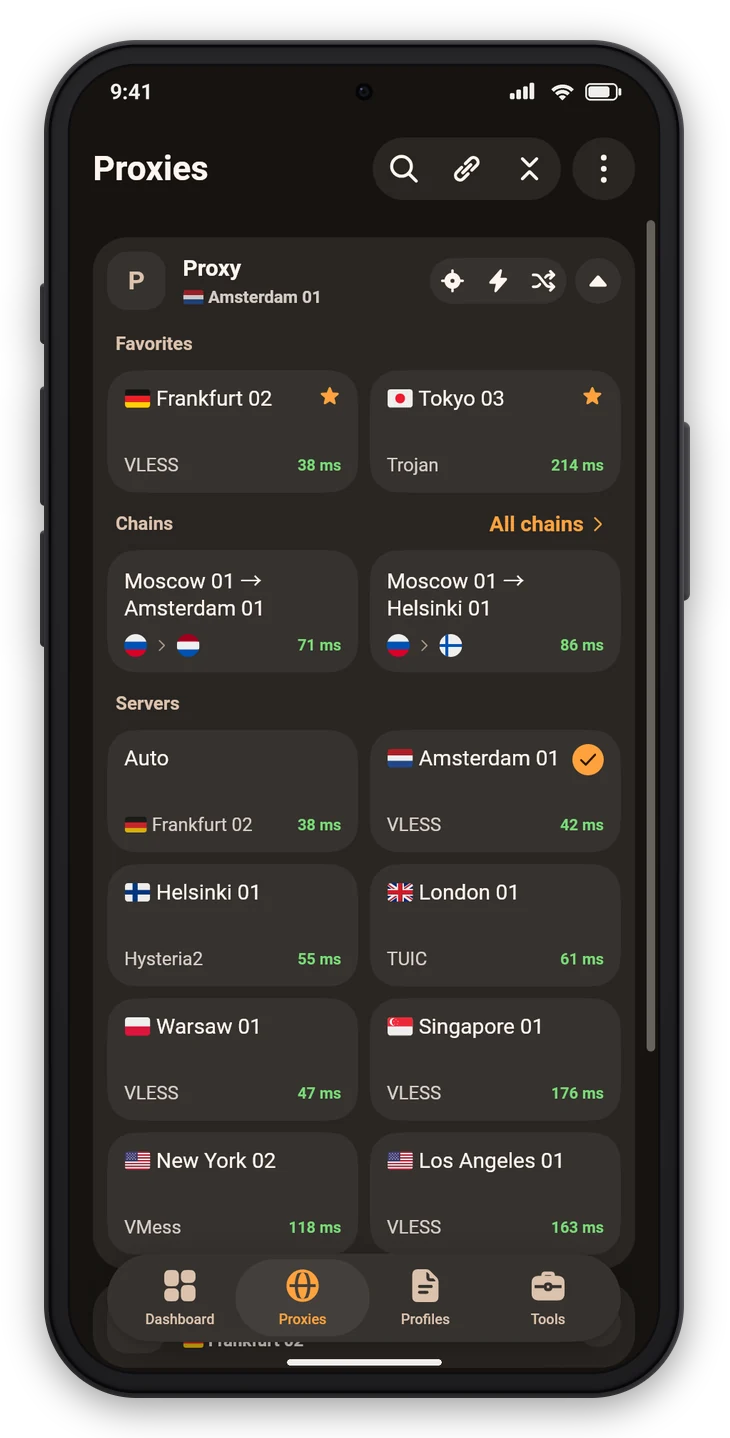 9:41
Proxies
P
Proxy
Amsterdam 01
Favorites
Frankfurt 02
VLESS
38 ms
Tokyo 03
Trojan
214 ms
Chains
All chains >
Moscow 01 →
Amsterdam 01
>
71 ms
Moscow 01 →
Helsinki 01
>
86 ms
Servers
Auto
Frankfurt 02
38 ms
Amsterdam 01
VLESS
42 ms
Helsinki 01
Hysteria2
55 ms
London 01
TUIC
61 ms
Warsaw 01
VLESS
47 ms
Singapore 01
VLESS
176 ms
New York 02
VMess
118 ms
Los Angeles 01
VLESS
163 ms
Dashboard
Proxies
Profiles
Tools
Frankfurt 02